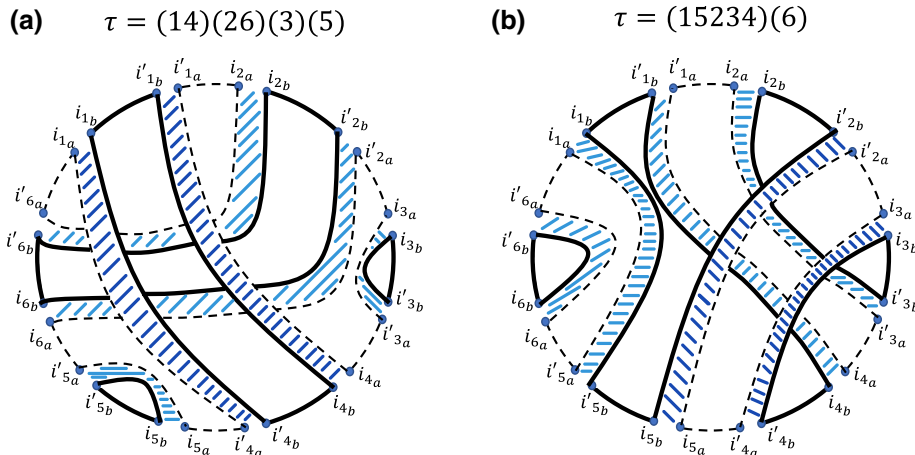 (a) τ = (14)(26)(3)(5)
i'1b i'1a i2a i2b
i1b i'2b
i1a i'2a
i'6a i3a
i'6b i3b
i6b i'3b
i6a i'3a
i'5a i4a
i'5b i4b
i5b i5a i'4a i'4b
(b) τ = (15234)(6)
i'1b i'1a i2a i2b
i1b i'2b
i1a i'2a
i'6a i3a
i'6b i3b
i6b i'3b
i6a i'3a
i'5a i4a
i'5b i4b
i5b i5a i'4a i'4b